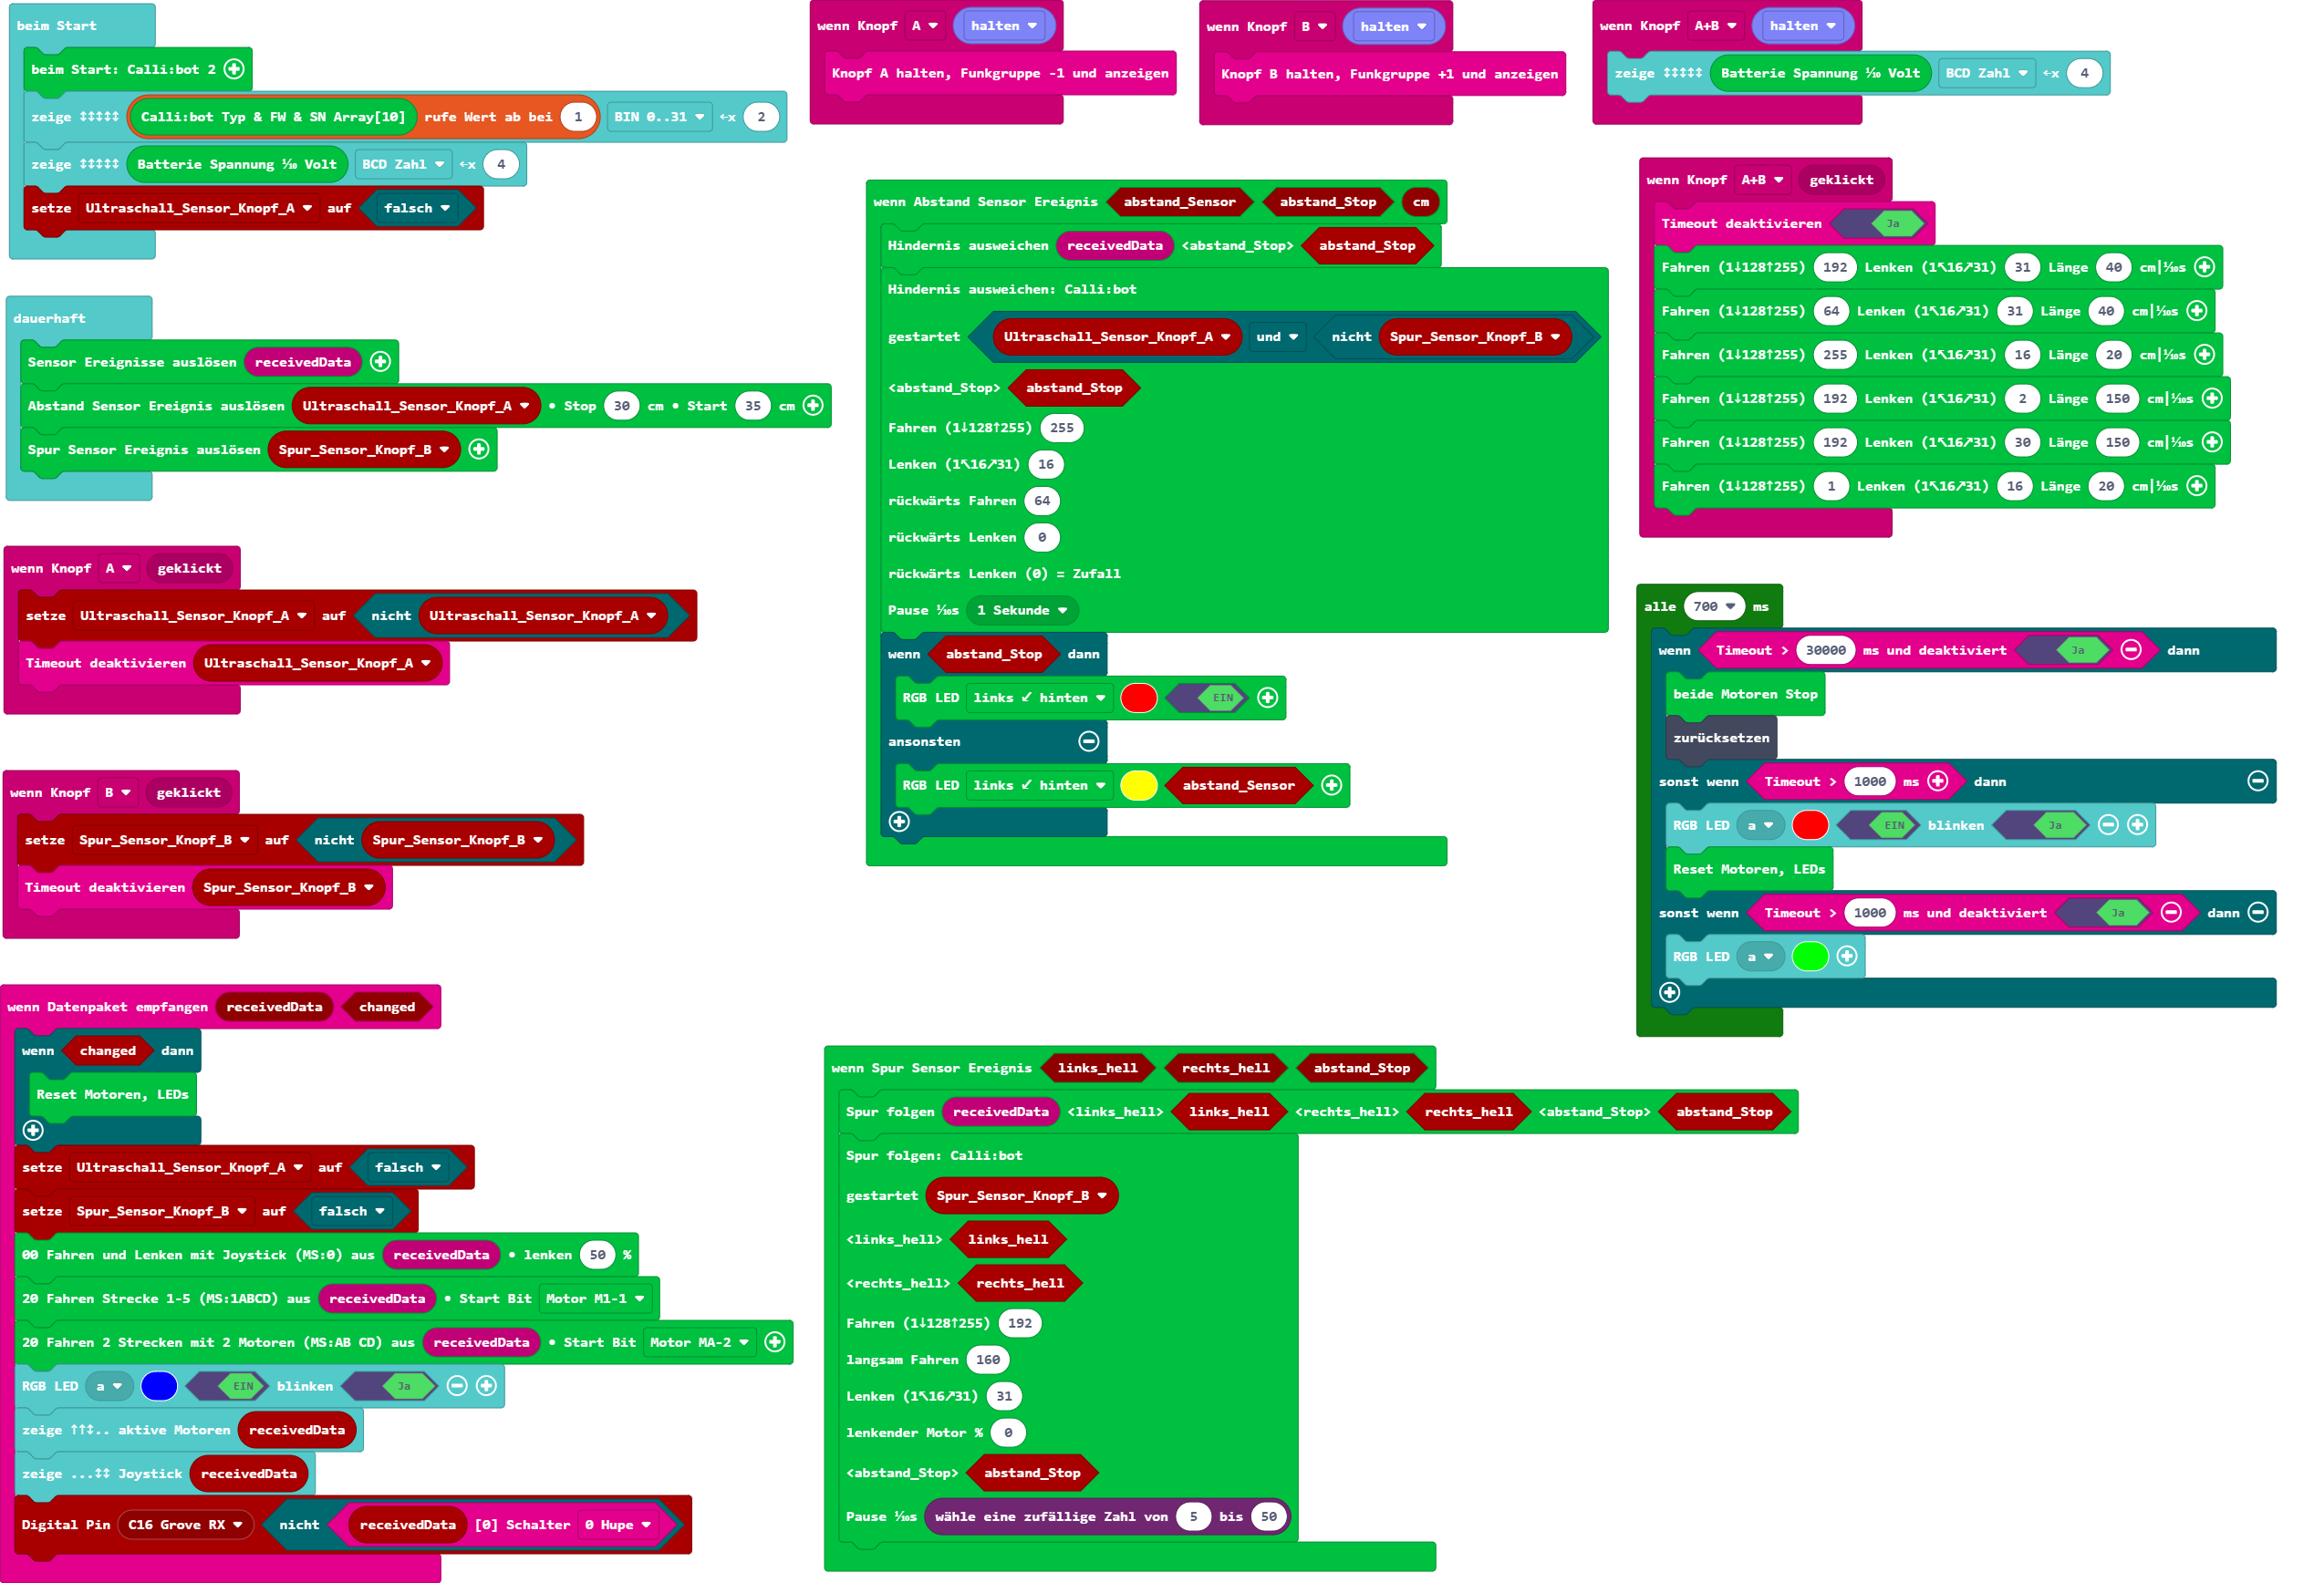 beim Start
beim Start: Calli:bot 2
zeige ↕↕↕↕↕ Calli:bot Typ & FW & SN Array[10] rufe Wert ab bei 1 BIN 0..31 ←x 2
zeige ↕↕↕↕↕ Batterie Spannung ⅒ Volt BCD Zahl ←x 4
setze Ultraschall_Sensor_Knopf_A auf falsch
dauerhaft
Sensor Ereignisse auslösen receivedData
Abstand Sensor Ereignis auslösen Ultraschall_Sensor_Knopf_A • Stop 30 cm • Start 35 cm
Spur Sensor Ereignis auslösen Spur_Sensor_Knopf_B
wenn Knopf A geklickt
setze Ultraschall_Sensor_Knopf_A auf nicht Ultraschall_Sensor_Knopf_A
Timeout deaktivieren Ultraschall_Sensor_Knopf_A
wenn Knopf B geklickt
setze Spur_Sensor_Knopf_B auf nicht Spur_Sensor_Knopf_B
Timeout deaktivieren Spur_Sensor_Knopf_B
wenn Datenpaket empfangen receivedData changed
wenn changed dann
Reset Motoren, LEDs
setze Ultraschall_Sensor_Knopf_A auf falsch
setze Spur_Sensor_Knopf_B auf falsch
00 Fahren und Lenken mit Joystick (MS:0) aus receivedData • lenken 50 %
20 Fahren Strecke 1-5 (MS:1ABCD) aus receivedData • Start Bit Motor M1-1
20 Fahren 2 Strecken mit 2 Motoren (MS:AB CD) aus receivedData • Start Bit Motor MA-2
RGB LED a EIN blinken Ja
zeige ↑↑↕.. aktive Motoren receivedData
zeige ...↕↕ Joystick receivedData
Digital Pin C16 Grove RX nicht receivedData [0] Schalter 0 Hupe
wenn Knopf A halten
Knopf A halten, Funkgruppe -1 und anzeigen
wenn Knopf B halten
Knopf B halten, Funkgruppe +1 und anzeigen
wenn Knopf A+B halten
zeige ↕↕↕↕↕ Batterie Spannung ⅒ Volt BCD Zahl ←x 4
wenn Abstand Sensor Ereignis abstand_Sensor abstand_Stop cm
Hindernis ausweichen receivedData <abstand_Stop> abstand_Stop
Hindernis ausweichen: Calli:bot
gestartet Ultraschall_Sensor_Knopf_A und nicht Spur_Sensor_Knopf_B
<abstand_Stop> abstand_Stop
Fahren (1↓128↑255) 255
Lenken (1↖16↗31) 16
rückwärts Fahren 64
rückwärts Lenken 0
rückwärts Lenken (0) = Zufall
Pause ⅒s 1 Sekunde
wenn abstand_Stop dann
RGB LED links ↙ hinten EIN
ansonsten
RGB LED links ↙ hinten abstand_Sensor
wenn Knopf A+B geklickt
Timeout deaktivieren Ja
Fahren (1↓128↑255) 192 Lenken (1↖16↗31) 31 Länge 40 cm|⅒s
Fahren (1↓128↑255) 64 Lenken (1↖16↗31) 31 Länge 40 cm|⅒s
Fahren (1↓128↑255) 255 Lenken (1↖16↗31) 16 Länge 20 cm|⅒s
Fahren (1↓128↑255) 192 Lenken (1↖16↗31) 2 Länge 150 cm|⅒s
Fahren (1↓128↑255) 192 Lenken (1↖16↗31) 30 Länge 150 cm|⅒s
Fahren (1↓128↑255) 1 Lenken (1↖16↗31) 16 Länge 20 cm|⅒s
alle 700 ms
wenn Timeout > 30000 ms und deaktiviert Ja dann
beide Motoren Stop
zurücksetzen
sonst wenn Timeout > 1000 ms dann
RGB LED a EIN blinken Ja
Reset Motoren, LEDs
sonst wenn Timeout > 1000 ms und deaktiviert Ja dann
RGB LED a
wenn Spur Sensor Ereignis links_hell rechts_hell abstand_Stop
Spur folgen receivedData <links_hell> links_hell <rechts_hell> rechts_hell <abstand_Stop> abstand_Stop
Spur folgen: Calli:bot
gestartet Spur_Sensor_Knopf_B
<links_hell> links_hell
<rechts_hell> rechts_hell
Fahren (1↓128↑255) 192
langsam Fahren 160
Lenken (1↖16↗31) 31
lenkender Motor % 0
<abstand_Stop> abstand_Stop
Pause ⅒s wähle eine zufällige Zahl von 5 bis 50